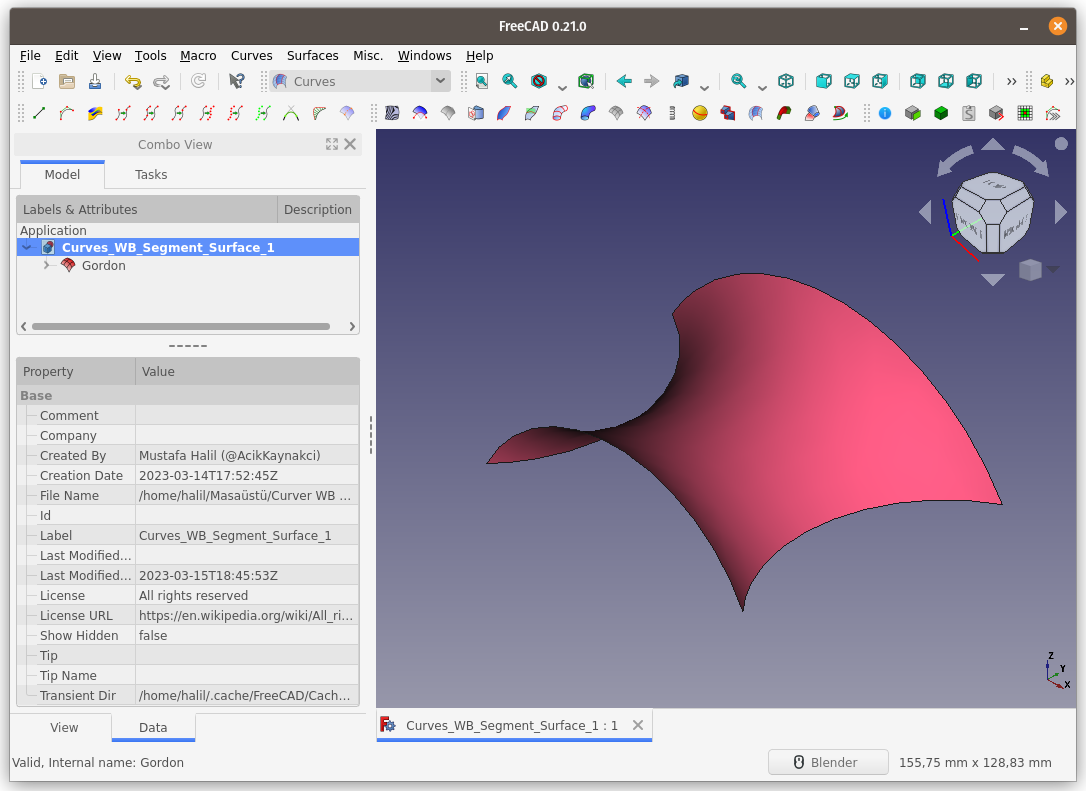 FreeCAD 0.21.0
File Edit View Tools Macro Curves Surfaces Misc. Windows Help
Curves
Combo View
Model Tasks
Labels & Attributes Description
Application
Curves_WB_Segment_Surface_1
Gordon
Property Value
Base
Comment
Company
Created By Mustafa Halil (@AcikKaynakci)
Creation Date 2023-03-14T17:52:45Z
File Name /home/halil/Masaüstü/Curver WB ...
Id
Label Curves_WB_Segment_Surface_1
Last Modified...
Last Modified... 2023-03-15T18:45:53Z
License All rights reserved
License URL https://en.wikipedia.org/wiki/All_ri...
Show Hidden false
Tip
Tip Name
Transient Dir /home/halil/.cache/FreeCAD/Cach...
View Data
Z
Y
X
Curves_WB_Segment_Surface_1 : 1
Valid, Internal name: Gordon
Blender 155,75 mm x 128,83 mm